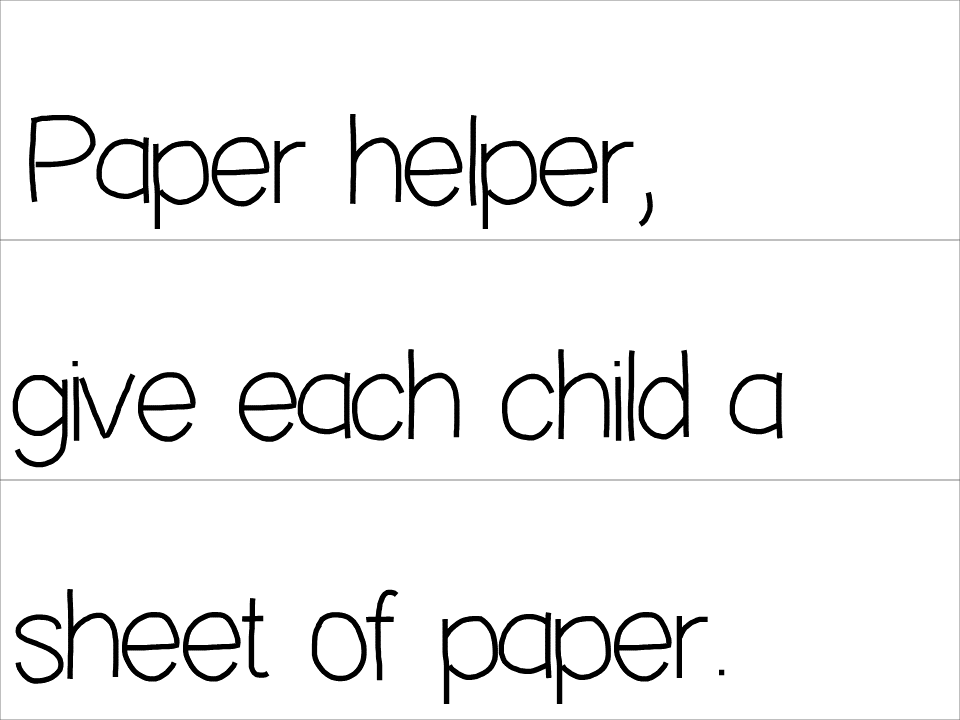 Paper helper,
give each child a
sheet of paper.